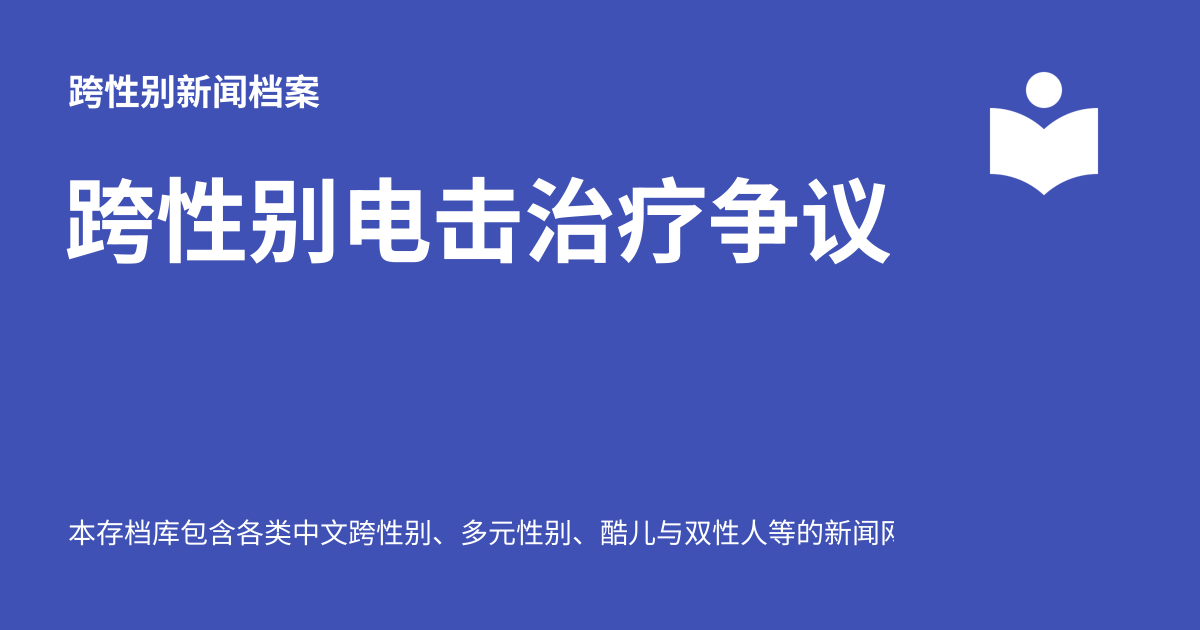 跨性别新闻档案
跨性别电击治疗争议
本存档库包含各类中文跨性别、多元性别、酷儿与双性人等的新闻